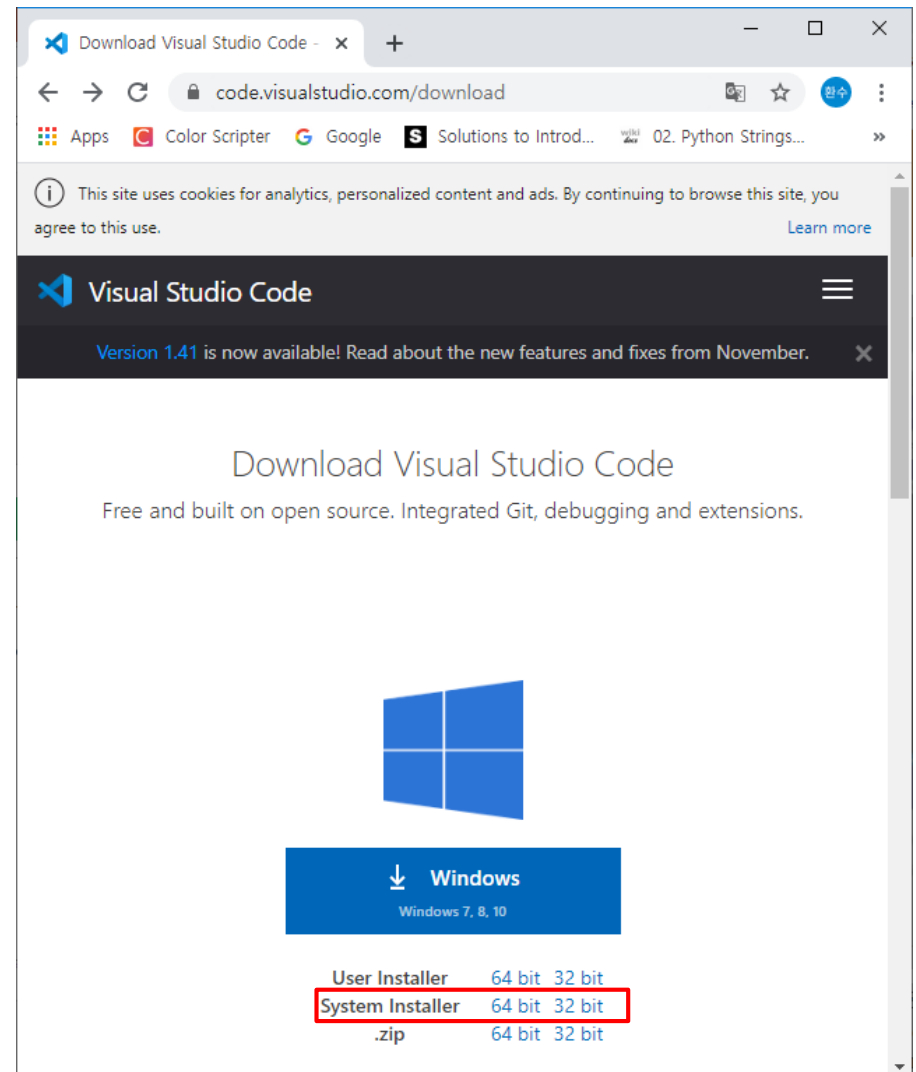 Download Visual Studio Code -
code.visualstudio.com/download
환수
Apps Color Scripter G Google S Solutions to Introd... wiki docs 02. Python Strings... »
This site uses cookies for analytics, personalized content and ads. By continuing to browse this site, you
agree to this use. Learn more
Visual Studio Code
Version 1.41 is now available! Read about the new features and fixes from November.
Download Visual Studio Code
Free and built on open source. Integrated Git, debugging and extensions.
Windows
Windows 7, 8, 10
User Installer 64 bit 32 bit
System Installer 64 bit 32 bit
.zip 64 bit 32 bit